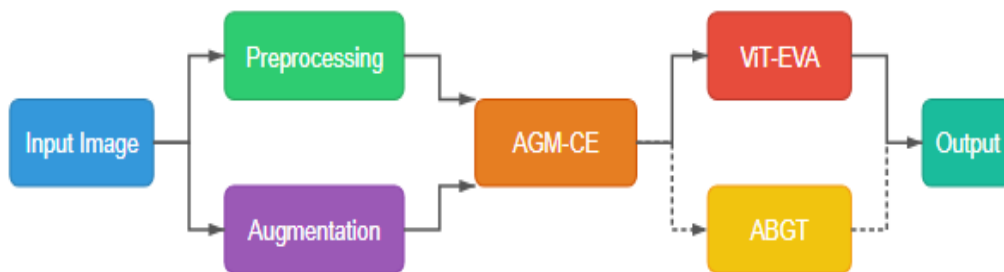 Input Image
Preprocessing
Augmentation
AGM-CE
ViT-EVA
ABGT
Output